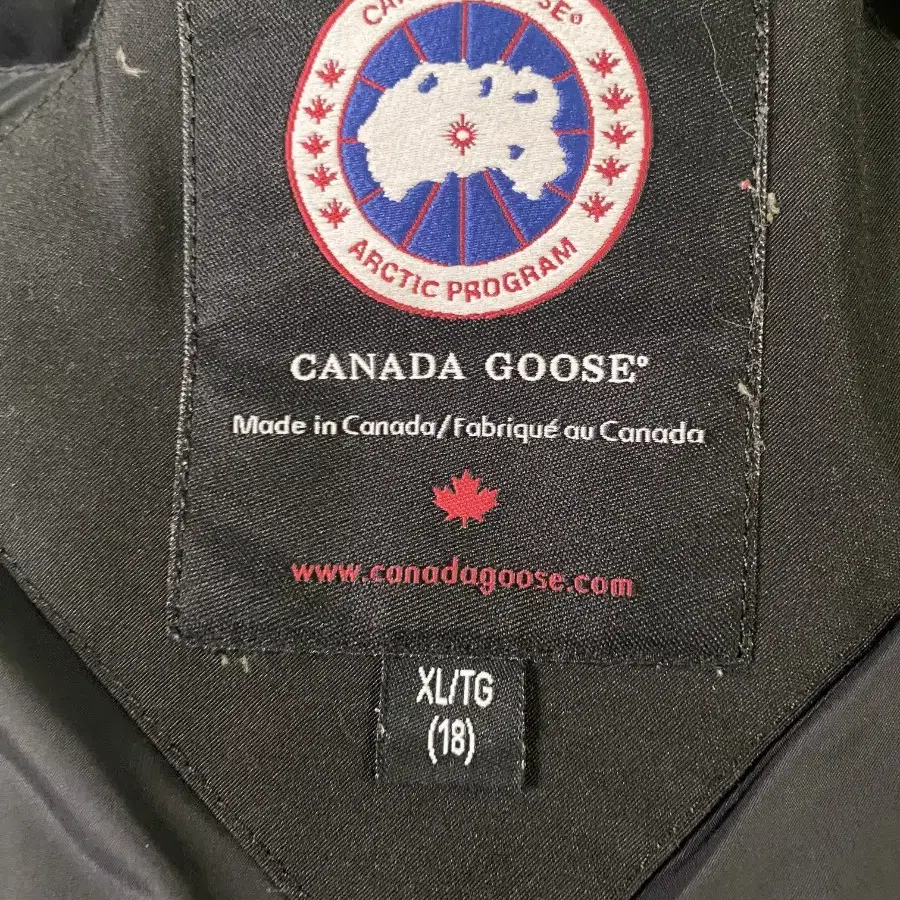 ARCTIC PROGRAM
CANADA GOOSE®
Made in Canada/Fabriqué au Canada
www.canadagoose.com
XL/TG
(18)